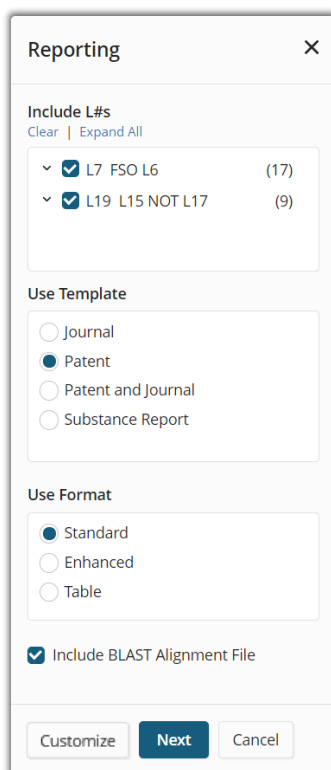 Reporting
Include L#s
Clear | Expand All
L7 FSO L6 (17)
L19 L15 NOT L17 (9)
Use Template
Journal
Patent
Patent and Journal
Substance Report
Use Format
Standard
Enhanced
Table
Include BLAST Alignment File
Customize Next Cancel